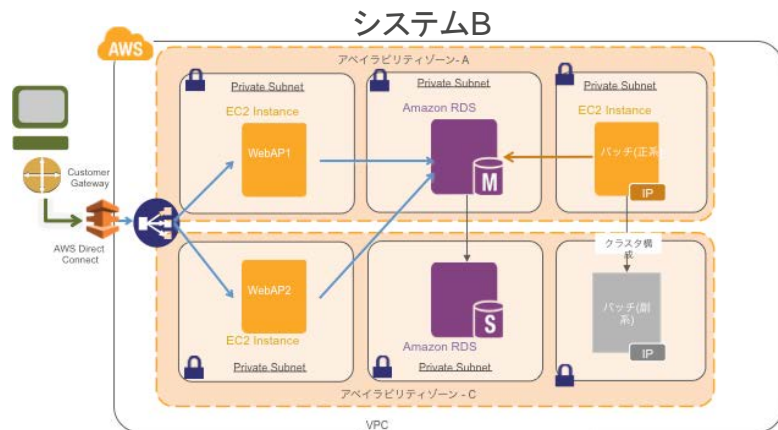 システムB
AWS
アベイラビリティゾーン- A
Private Subnet
Private Subnet
Private Subnet
EC2 Instance
Amazon RDS
EC2 Instance
WebAP1
M
バッチ(正系)
IP
Customer
Gateway
AWS Direct
Connect
クラスタ構
成
WebAP2
S
バッチ(副
系)
IP
EC2 Instance
Amazon RDS
Private Subnet
Private Subnet
アベイラビリティゾーン - C
VPC